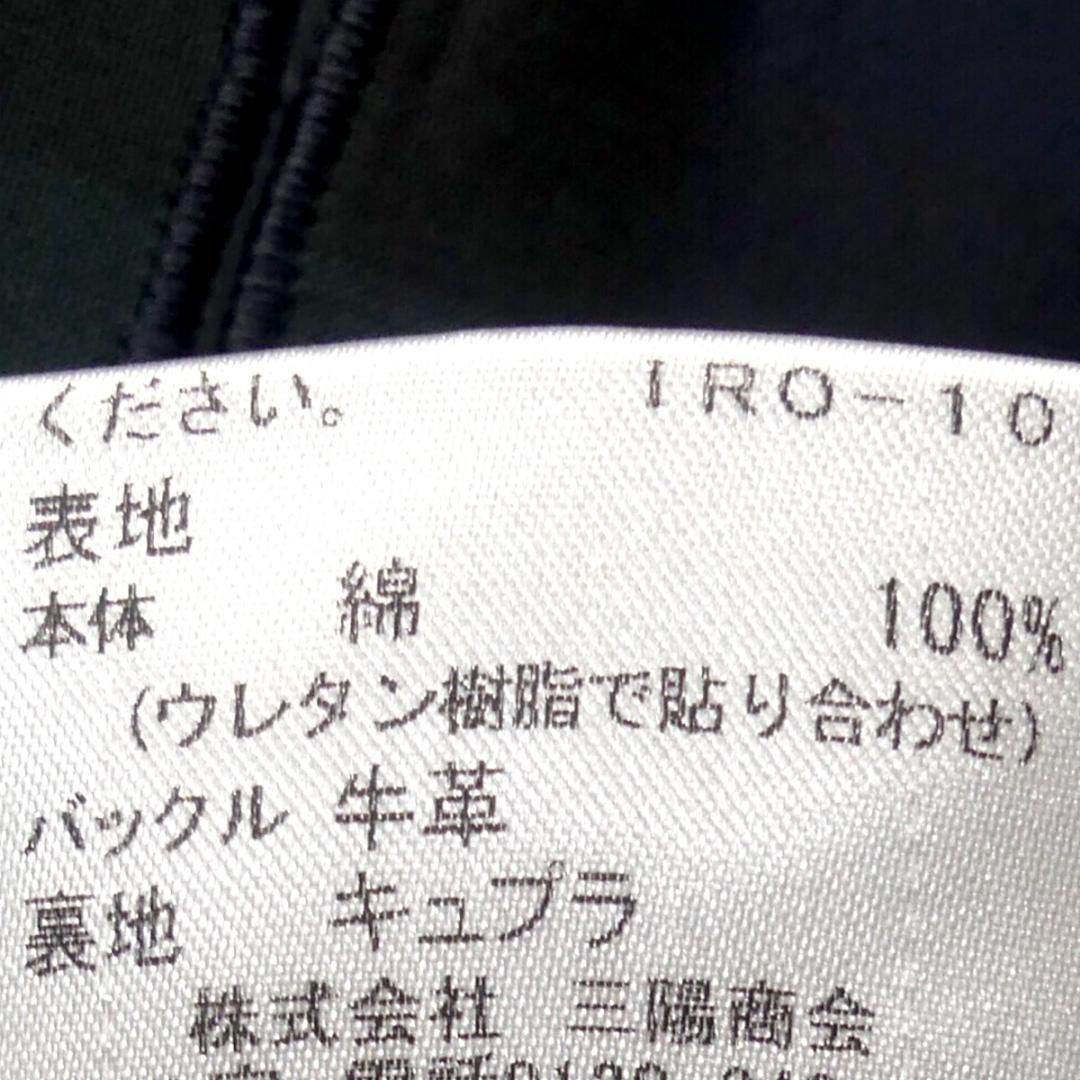 ください。 IRO-10
表地
本体 綿 100%
(ウレタン樹脂で貼り合わせ)
バックル 牛革
裏地 キュプラ
株式会社 三陽商会